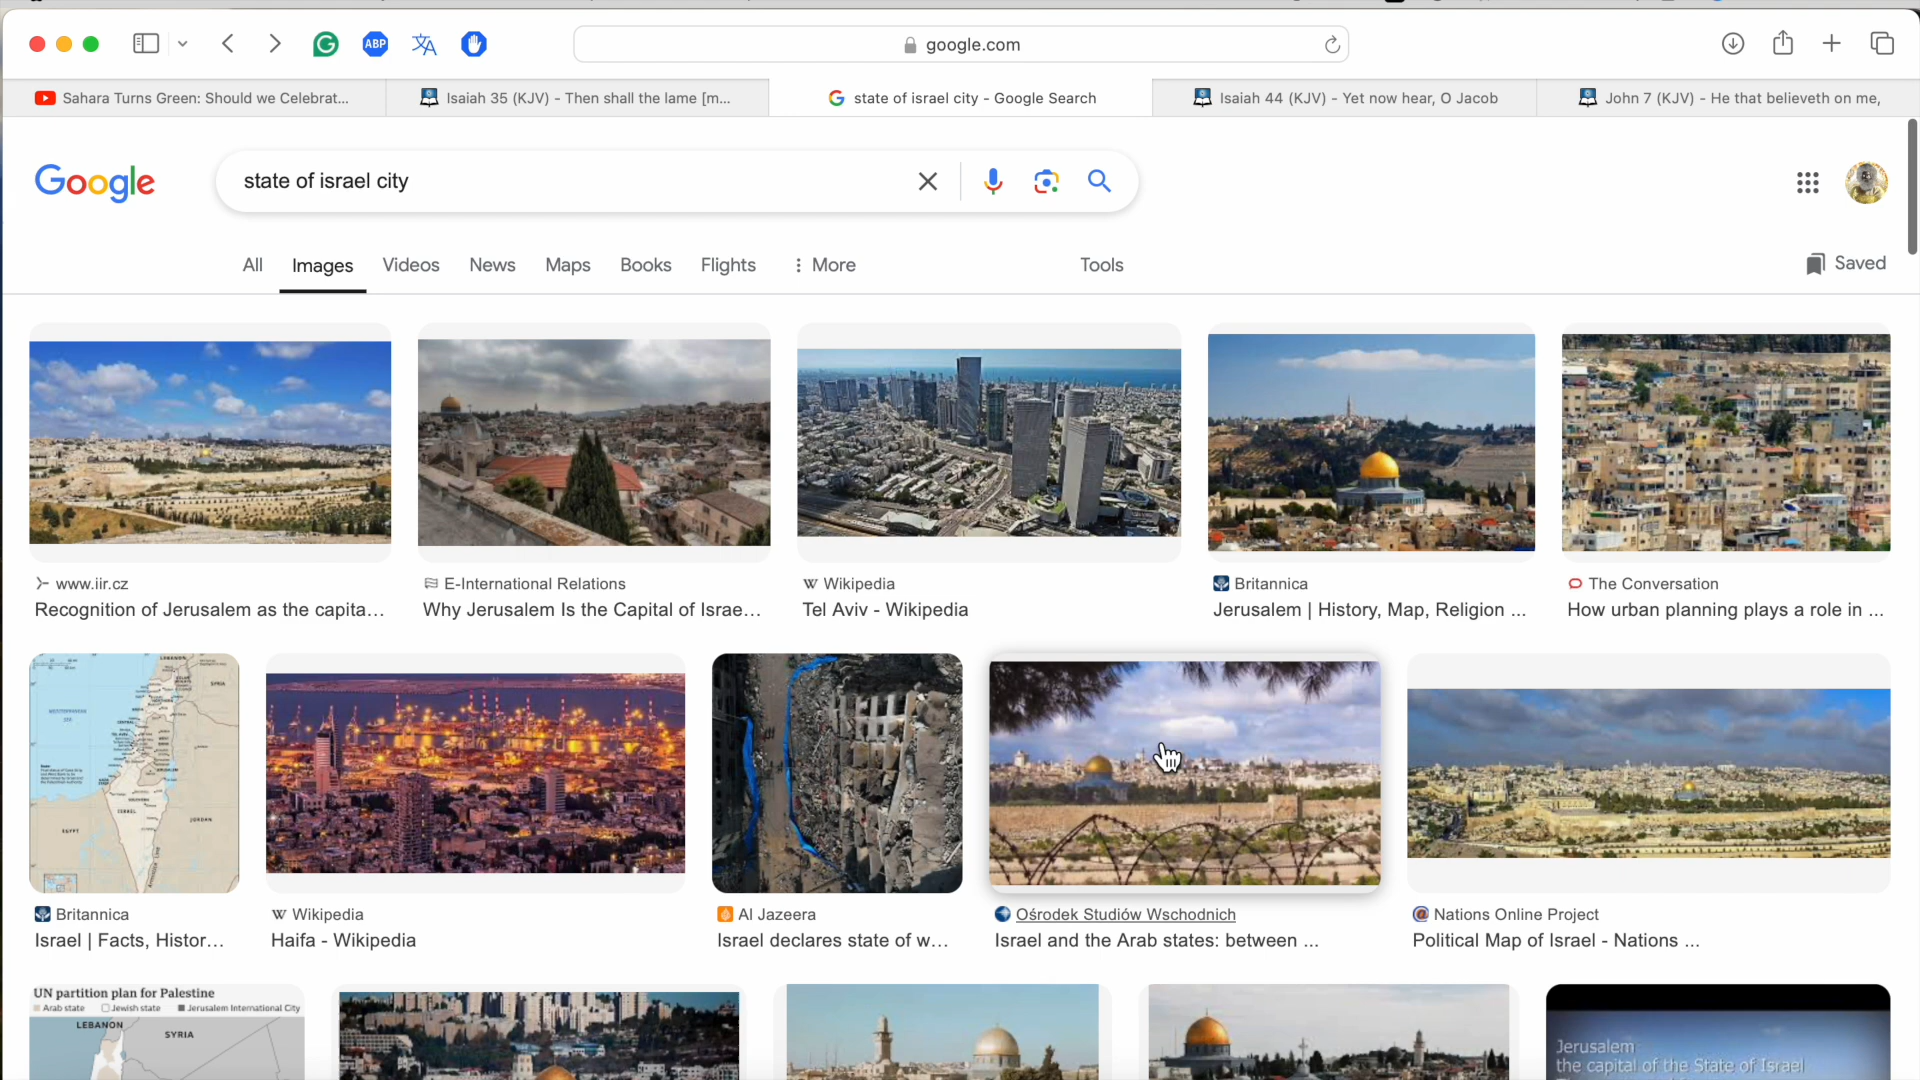 ABP
google.com
Sahara Turns Green: Should we Celebrat...
Isaiah 35 (KJV) - Then shall the lame [m...
state of israel city - Google Search
Isaiah 44 (KJV) - Yet now hear, O Jacob
John 7 (KJV) - He that believeth on me,
Google
state of israel city
All
Images
Videos
News
Maps
Books
Flights
More
Tools
Saved
www.iir.cz
Recognition of Jerusalem as the capita...
E-International Relations
Why Jerusalem Is the Capital of Israe...
Wikipedia
Tel Aviv - Wikipedia
Britannica
Jerusalem | History, Map, Religion ...
The Conversation
How urban planning plays a role in ...
LEBANON
SYRIA
ISRAEL
JORDAN
EGYPT
Britannica
Israel | Facts, Histor...
Wikipedia
Haifa - Wikipedia
Al Jazeera
Israel declares state of w...
Ośrodek Studiów Wschodnich
Israel and the Arab states: between ...
Nations Online Project
Political Map of Israel - Nations ...
UN partition plan for Palestine
Arab state Jewish state Jerusalem International City
LEBANON
SYRIA
Jerusalem
the capital of the State of Israel